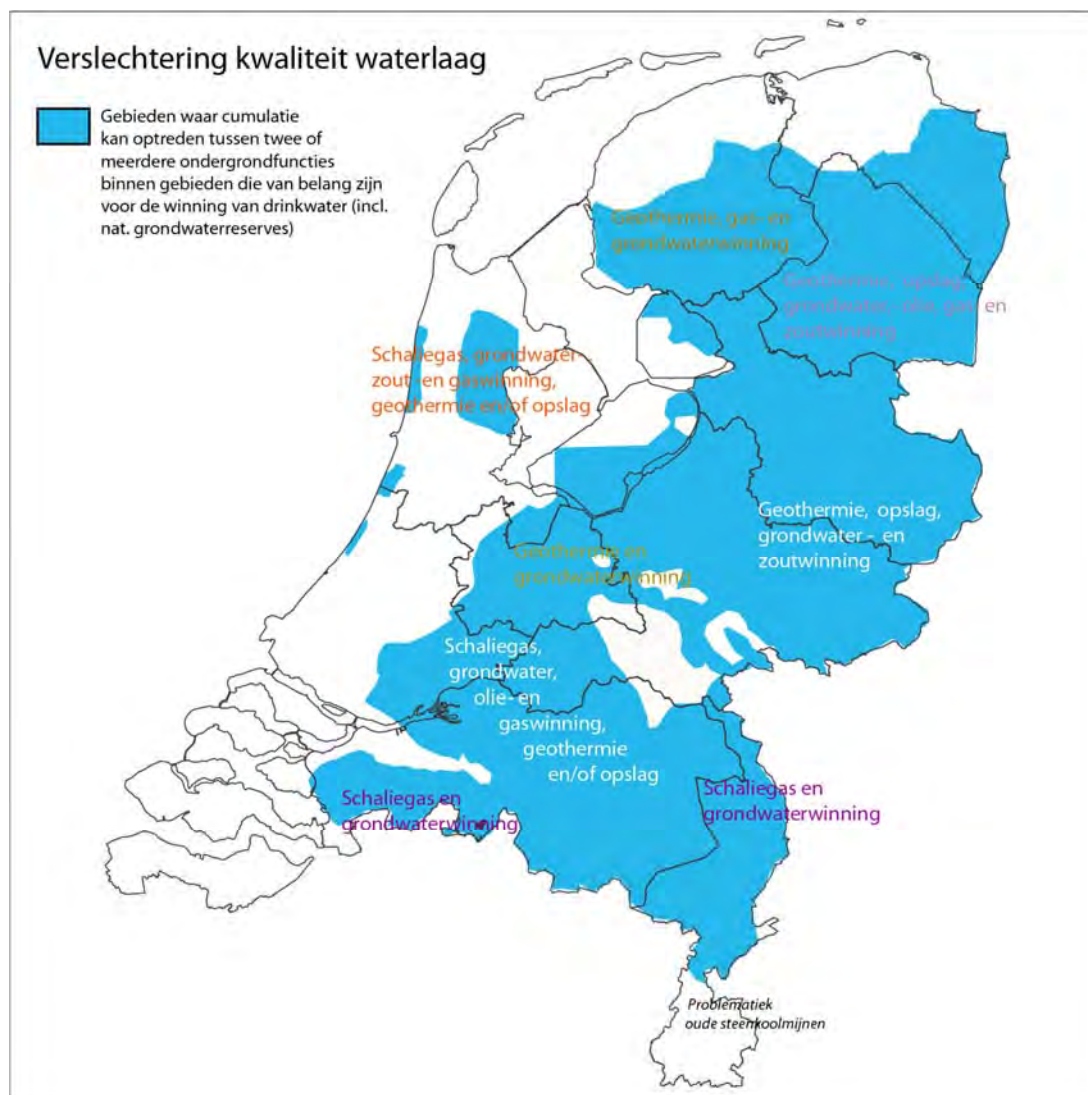 Verslechtering kwaliteit waterlaag
Gebieden waar cumulatie
kan optreden tussen twee of
meerdere ondergrondfuncties
binnen gebieden die van belang zijn
voor de winning van drinkwater (incl.
nat. grondwaterreserves)
Geothermie, gas- en
grondwaterwinning
Geothermie, opslag,
grondwater,- olie, gas- en
zoutwinning
Schaliegas, grondwater-,
zout -en gaswinning,
geothermie en/of opslag
Geothermie, opslag,
grondwater - en
zoutwinning
Geothermie en
grondwaterwinning
Schaliegas,
grondwater,
olie- en
gaswinning,
geothermie
en/of opslag
Schaliegas en
grondwaterwinning
Schaliegas en
grondwaterwinning
Problematiek
oude steenkoolmijnen